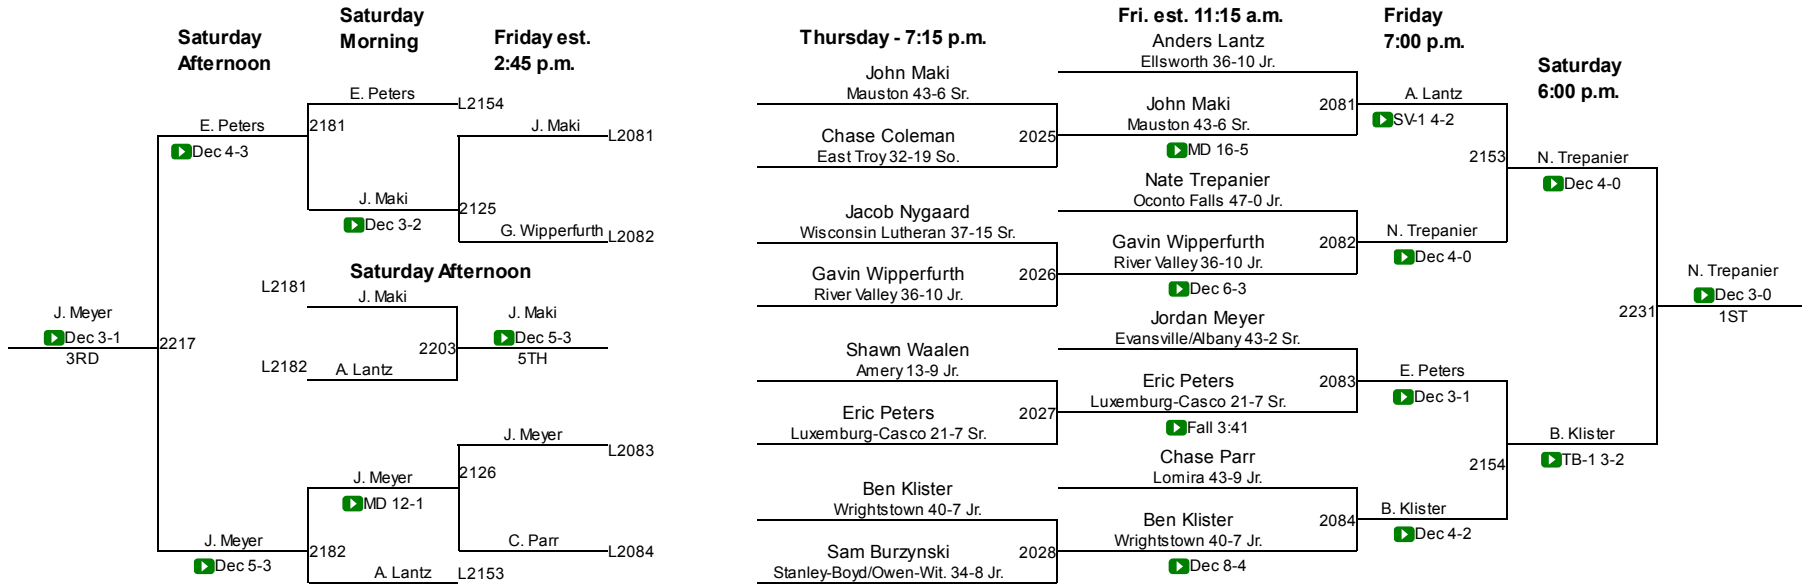 Saturday
Afternoon
Saturday
Morning
Friday est.
2:45 p.m.
Thursday - 7:15 p.m.
Fri. est. 11:15 a.m.
Friday
7:00 p.m.
Saturday
6:00 p.m.
E. Peters
L2154
2181
E. Peters
Dec 4-3
J. Maki
L2081
J. Maki
Dec 3-2
2125
G. Wipperfurth
L2082
Saturday Afternoon
L2181
J. Maki
J. Meyer
Dec 3-1
3RD
2217
2203
J. Maki
Dec 5-3
5TH
L2182
A. Lantz
J. Meyer
L2083
J. Meyer
MD 12-1
2126
C. Parr
L2084
J. Meyer
Dec 5-3
2182
A. Lantz
L2153
John Maki
Mauston 43-6 Sr.
Chase Coleman
East Troy 32-19 So.
2025
Jacob Nygaard
Wisconsin Lutheran 37-15 Sr.
Gavin Wipperfurth
River Valley 36-10 Jr.
2026
Shawn Waalen
Amery 13-9 Jr.
Eric Peters
Luxemburg-Casco 21-7 Sr.
2027
Ben Klister
Wrightstown 40-7 Jr.
Sam Burzynski
Stanley-Boyd/Owen-Wit. 34-8 Jr.
2028
Anders Lantz
Ellsworth 36-10 Jr.
John Maki
Mauston 43-6 Sr.
MD 16-5
2081
Nate Trepanier
Oconto Falls 47-0 Jr.
Gavin Wipperfurth
River Valley 36-10 Jr.
Dec 6-3
2082
Jordan Meyer
Evansville/Albany 43-2 Sr.
Eric Peters
Luxemburg-Casco 21-7 Sr.
Fall 3:41
2083
Chase Parr
Lomira 43-9 Jr.
Ben Klister
Wrightstown 40-7 Jr.
Dec 8-4
2084
A. Lantz
SV-1 4-2
2153
N. Trepanier
Dec 4-0
E. Peters
Dec 3-1
2154
B. Klister
Dec 4-2
N. Trepanier
Dec 4-0
2231
B. Klister
TB-1 3-2
N. Trepanier
Dec 3-0
1ST